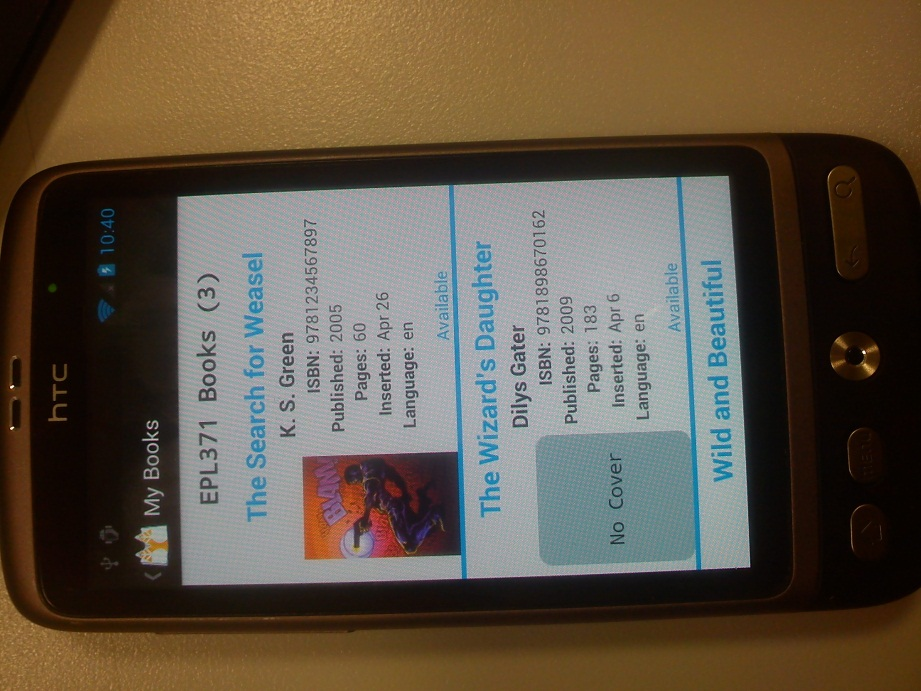 hTC
10:40
My Books
EPL371 Books (3)
The Search for Weasel
K. S. Green
BLAM
ISBN: 9781234567897
Published: 2005
Pages: 60
Inserted: Apr 26
Language: en
Available
The Wizard's Daughter
Dilys Gater
No Cover
ISBN: 9781898670162
Published: 2009
Pages: 183
Inserted: Apr 6
Language: en
Available
Wild and Beautiful
MENU